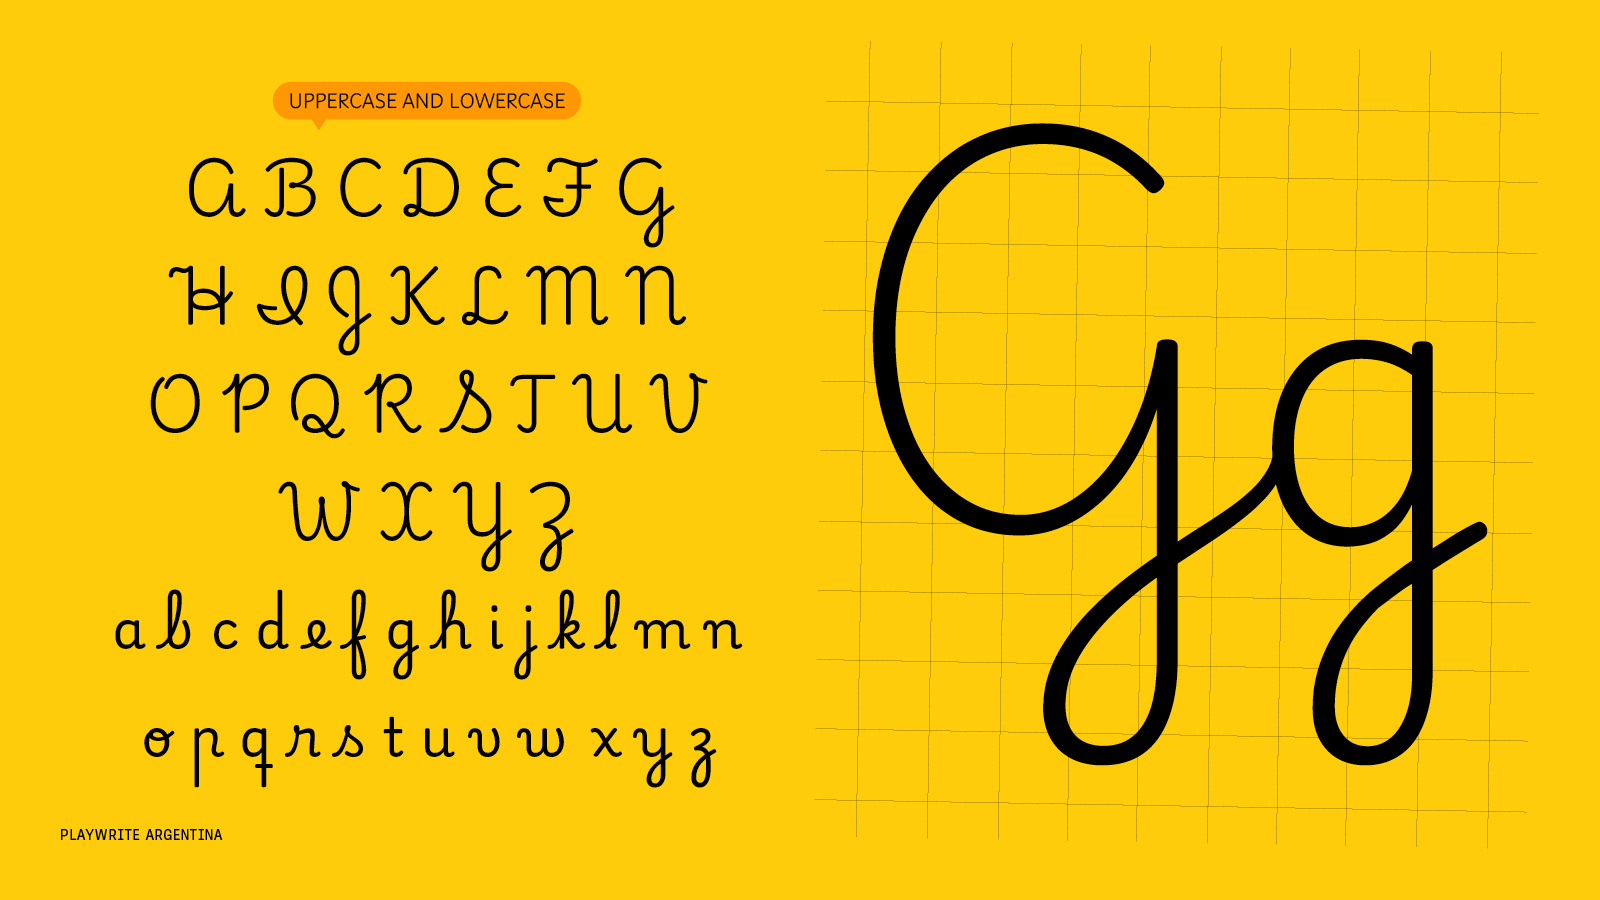 UPPERCASE AND LOWERCASE
A B C D E F G
H I J K L M N
O P Q R S T U V
W X Y Z
a b c d e f g h i j k l m n
o p q r s t u v w x y z
Gg
PLAYWRITE ARGENTINA